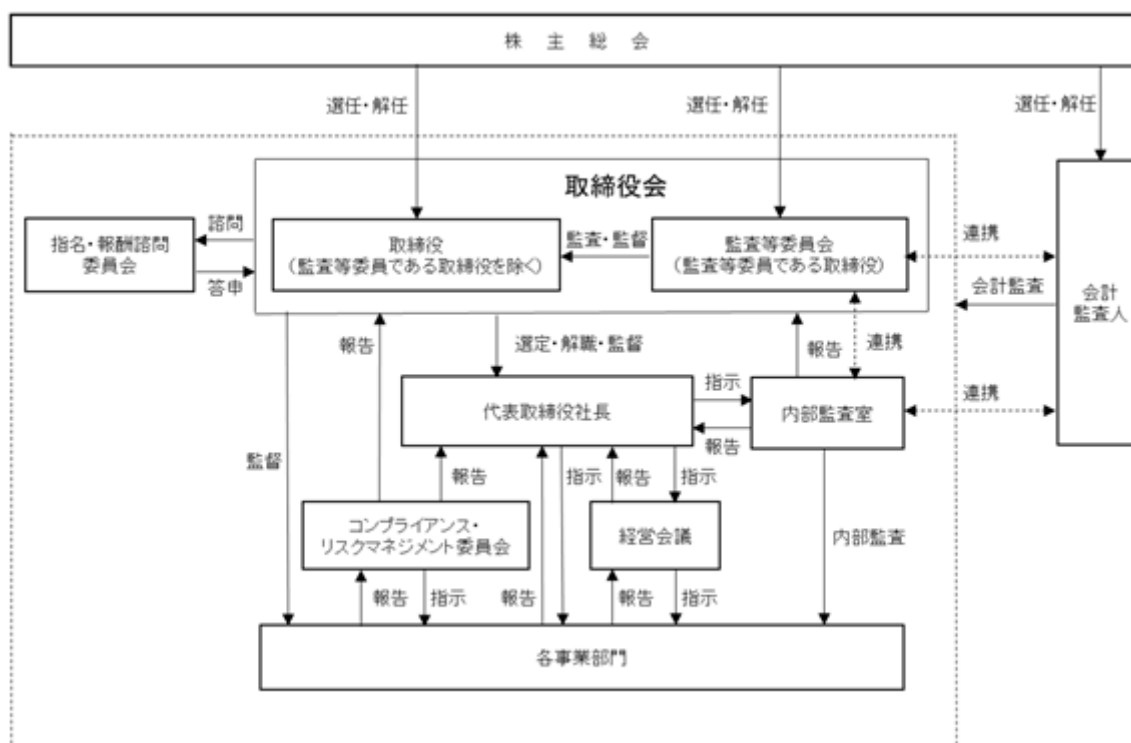 株主総会
選任・解任
選任・解任
選任・解任
取締役会
指名・報酬諮問
委員会
諮問
答申
取締役
（監査等委員である取締役を除く）
監査・監督
監査等委員会
（監査等委員である取締役）
連携
会計監査
会計
監査人
報告
選定・解職・監督
報告
連携
代表取締役社長
指示
報告
内部監査室
連携
監督
報告
報告
指示
報告
指示
コンプライアンス・
リスクマネジメント委員会
経営会議
内部監査
報告
指示
報告
報告
指示
各事業部門